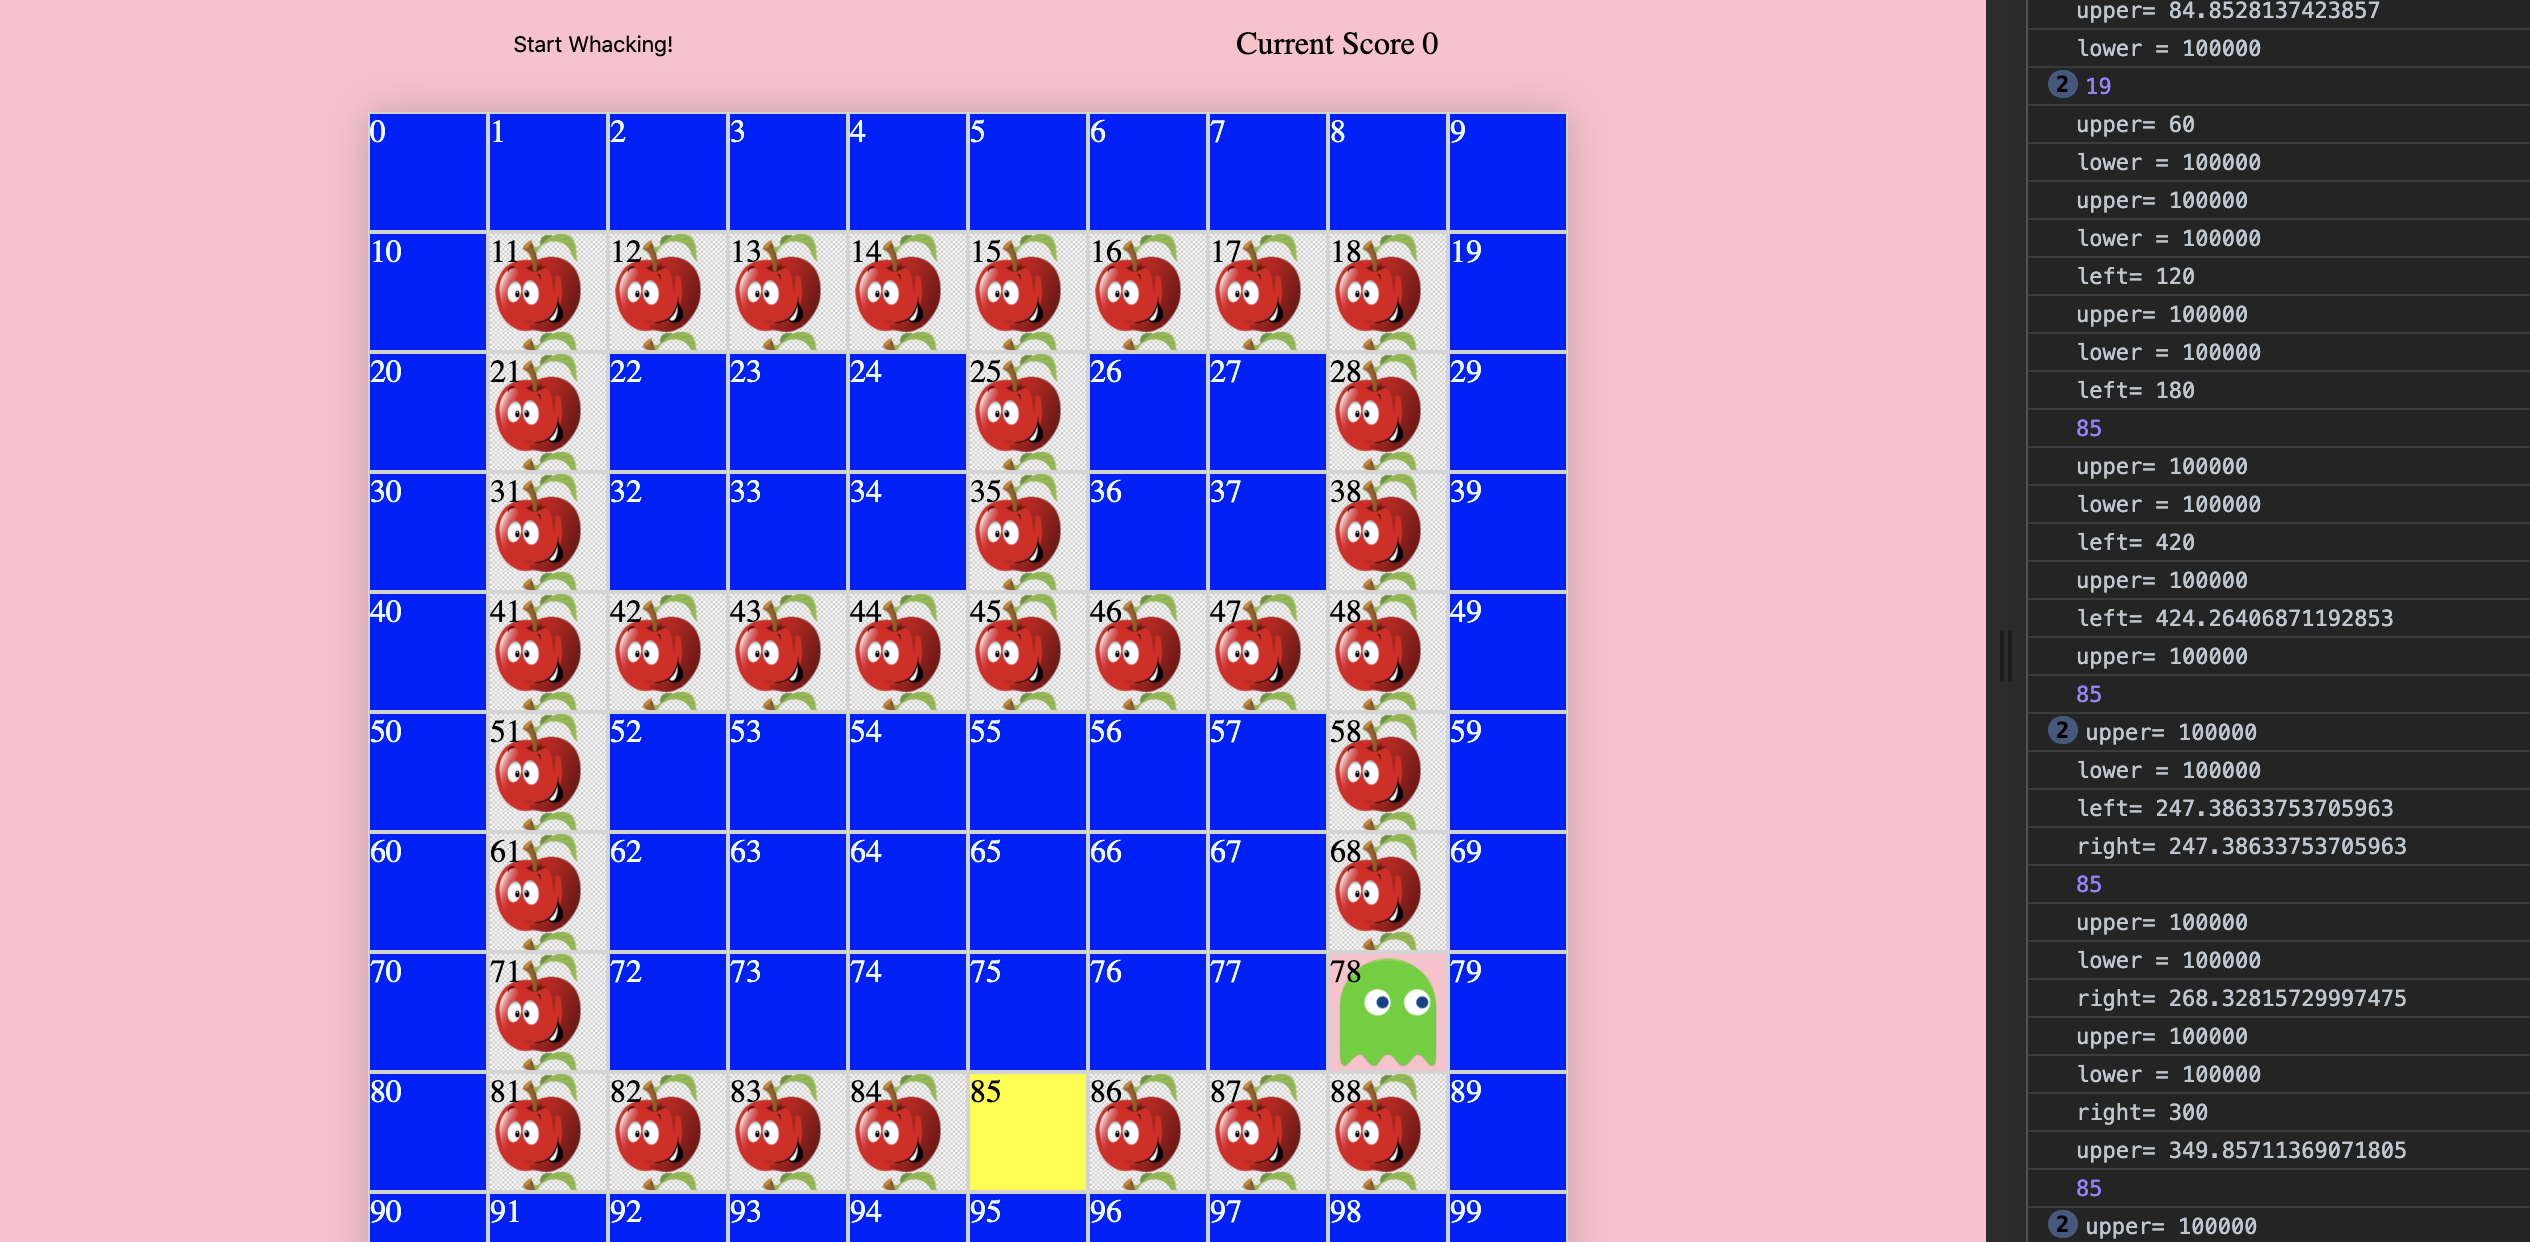 Start Whacking!
Current Score 0
0 1 2 3 4 5 6 7 8 9
10 11 12 13 14 15 16 17 18 19
20 21 22 23 24 25 26 27 28 29
30 31 32 33 34 35 36 37 38 39
40 41 42 43 44 45 46 47 48 49
50 51 52 53 54 55 56 57 58 59
60 61 62 63 64 65 66 67 68 69
70 71 72 73 74 75 76 77 78 79
80 81 82 83 84 85 86 87 88 89
90 91 92 93 94 95 96 97 98 99
upper= 84.8528137423857
lower = 100000
2 19
upper= 60
lower = 100000
upper= 100000
lower = 100000
left= 120
upper= 100000
lower = 100000
left= 180
85
upper= 100000
lower = 100000
left= 420
upper= 100000
left= 424.26406871192853
upper= 100000
85
2 upper= 100000
lower = 100000
left= 247.38633753705963
right= 247.38633753705963
85
upper= 100000
lower = 100000
right= 268.32815729997475
upper= 100000
lower = 100000
right= 300
upper= 349.85711369071805
85
2 upper= 100000